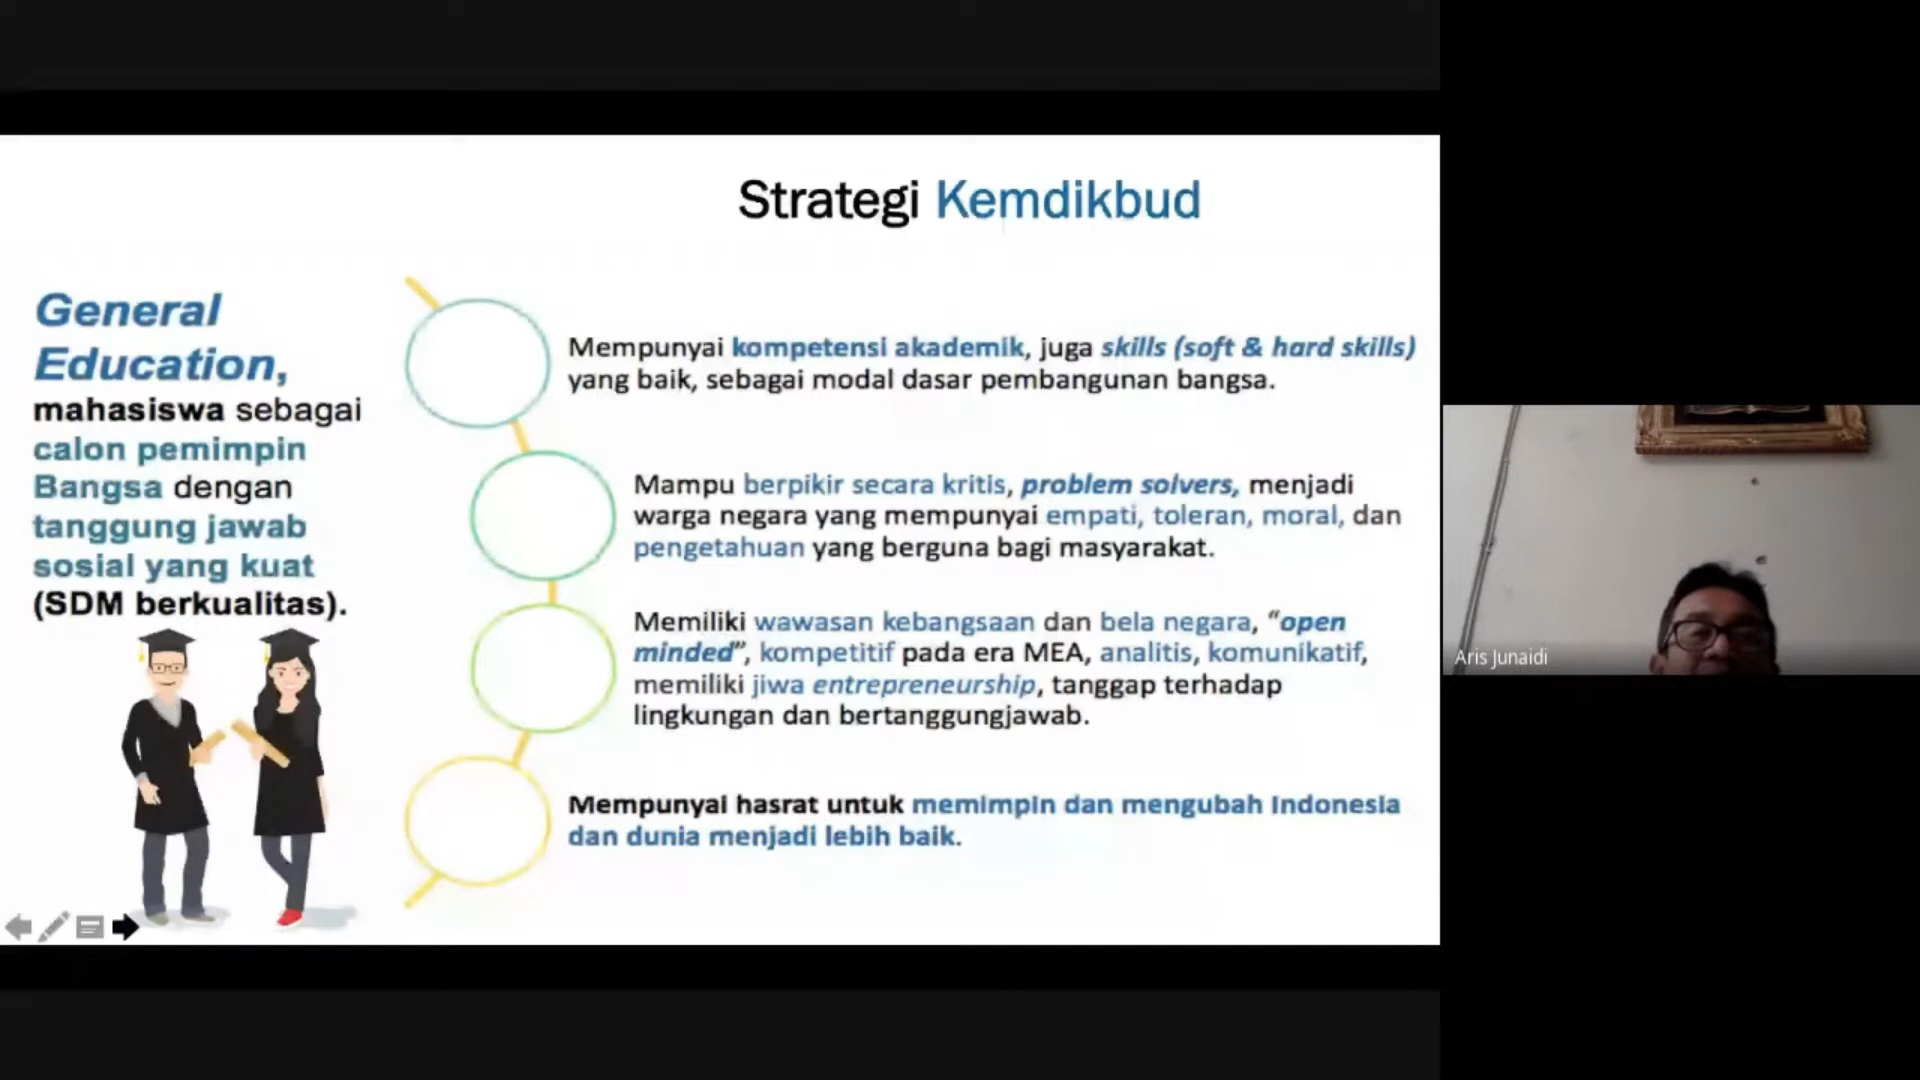 Strategi Kemdikbud
General
Education,
mahasiswa sebagai
calon pemimpin
Bangsa dengan
tanggung jawab
sosial yang kuat
(SDM berkualitas).
Mempunyai kompetensi akademik, juga skills (soft & hard skills)
yang baik, sebagai modal dasar pembangunan bangsa.
Mampu berpikir secara kritis, problem solvers, menjadi
warga negara yang mempunyai empati, toleran, moral, dan
pengetahuan yang berguna bagi masyarakat.
Memiliki wawasan kebangsaan dan bela negara, “open
minded”, kompetitif pada era MEA, analitis, komunikatif,
memiliki jiwa entrepreneurship, tanggap terhadap
lingkungan dan bertanggungjawab.
Mempunyai hasrat untuk memimpin dan mengubah Indonesia
dan dunia menjadi lebih baik.
Aris Junaidi